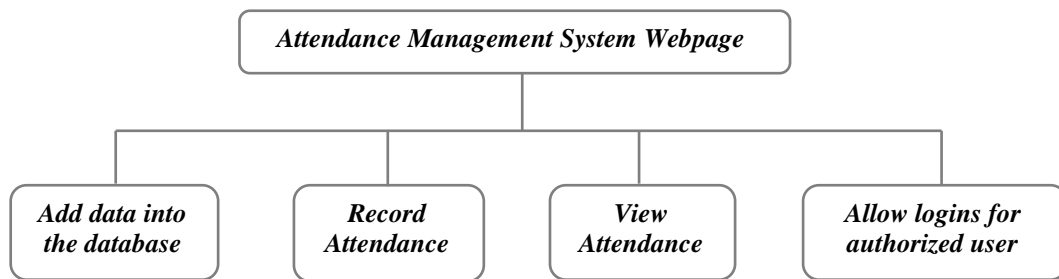 Attendance Management System Webpage
Add data into
the database
Record
Attendance
View
Attendance
Allow logins for
authorized user